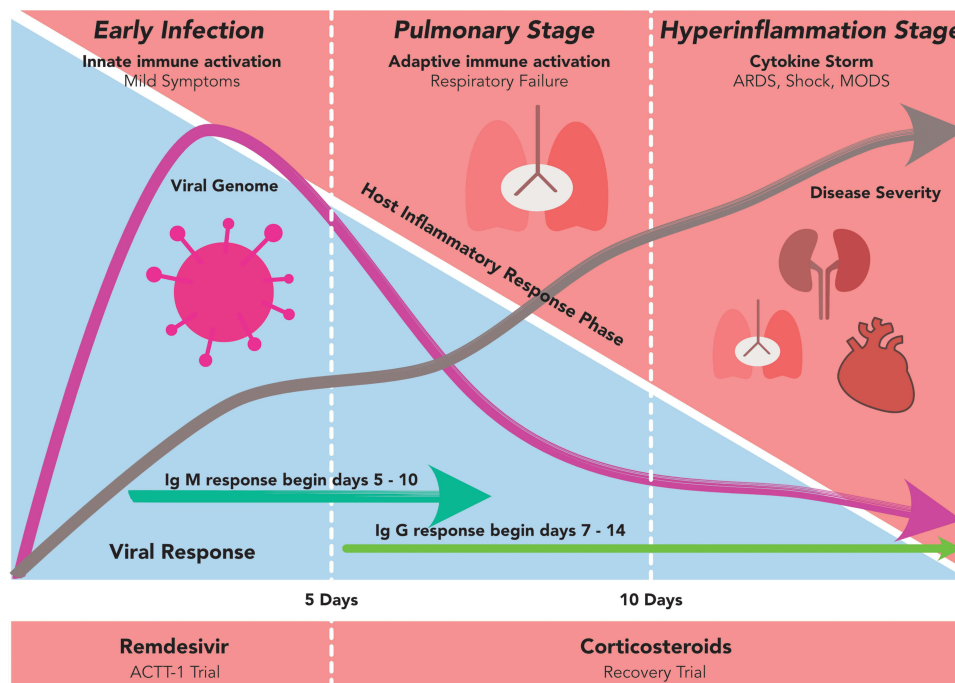 Early Infection
Innate immune activation
Mild Symptoms
Pulmonary Stage
Adaptive immune activation
Respiratory Failure
Hyperinflammation Stage
Cytokine Storm
ARDS, Shock, MODS
Viral Genome
Host Inflammatory Response Phase
Disease Severity
Ig M response begin days 5 - 10
Ig G response begin days 7 - 14
Viral Response
5 Days
10 Days
Remdesivir
ACTT-1 Trial
Corticosteroids
Recovery Trial